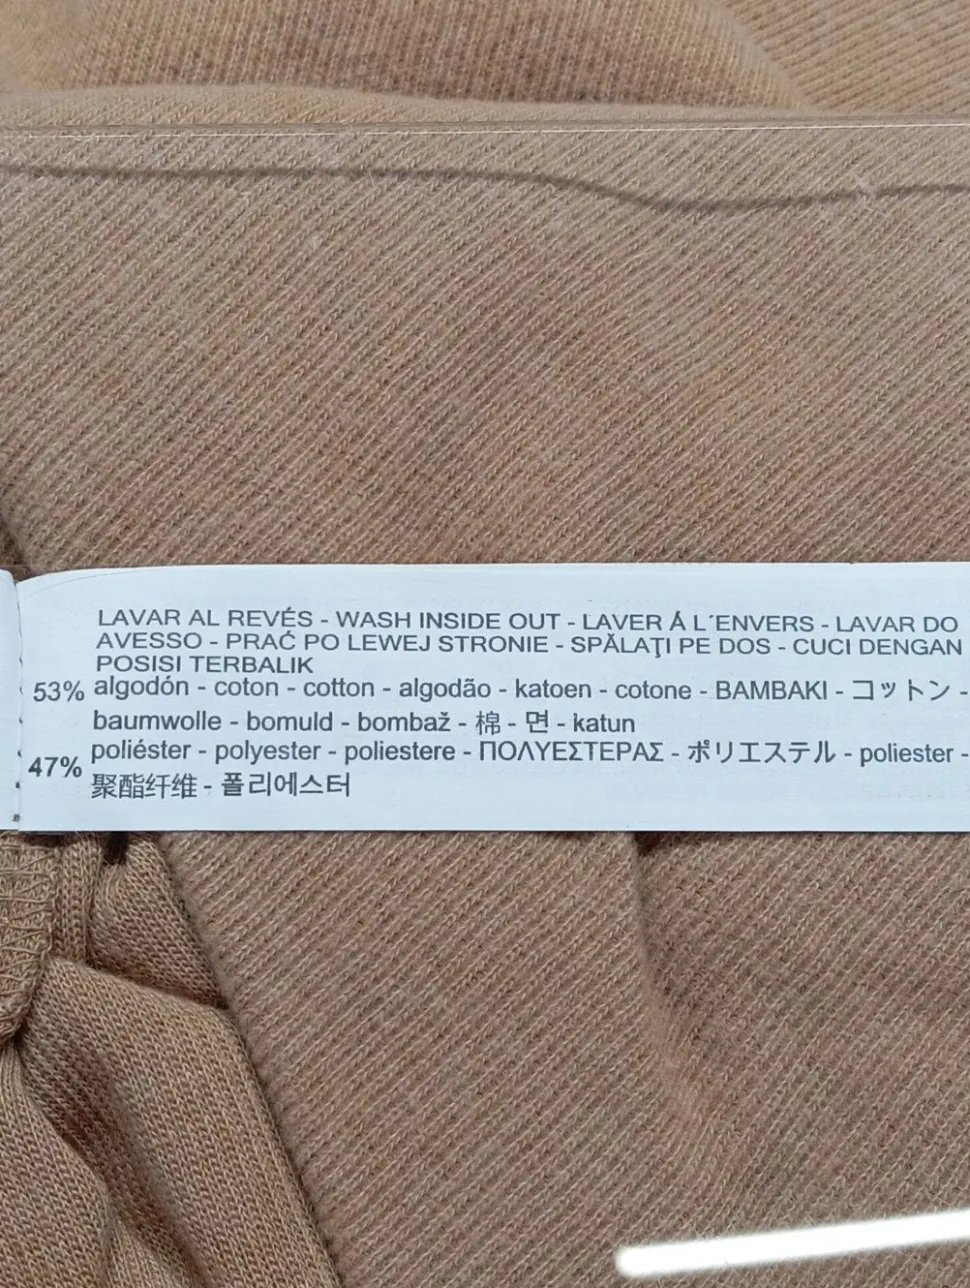 LAVAR AL REVÉS - WASH INSIDE OUT - LAVER Á L´ENVERS - LAVAR DO
AVESSO - PRAĆ PO LEWEJ STRONIE - SPĂLAŢI PE DOS - CUCI DENGAN
POSISI TERBALIK
53% algodón - coton - cotton - algodão - katoen - cotone - BAMBAKI - コットン -
baumwolle - bomuld - bombaž - 棉 - 면 - katun
47% poliéster - polyester - poliestere - ΠΟΛΥΕΣΤΕΡΑΣ - ポリエステル - poliester -
聚酯纤维 - 폴리에스터